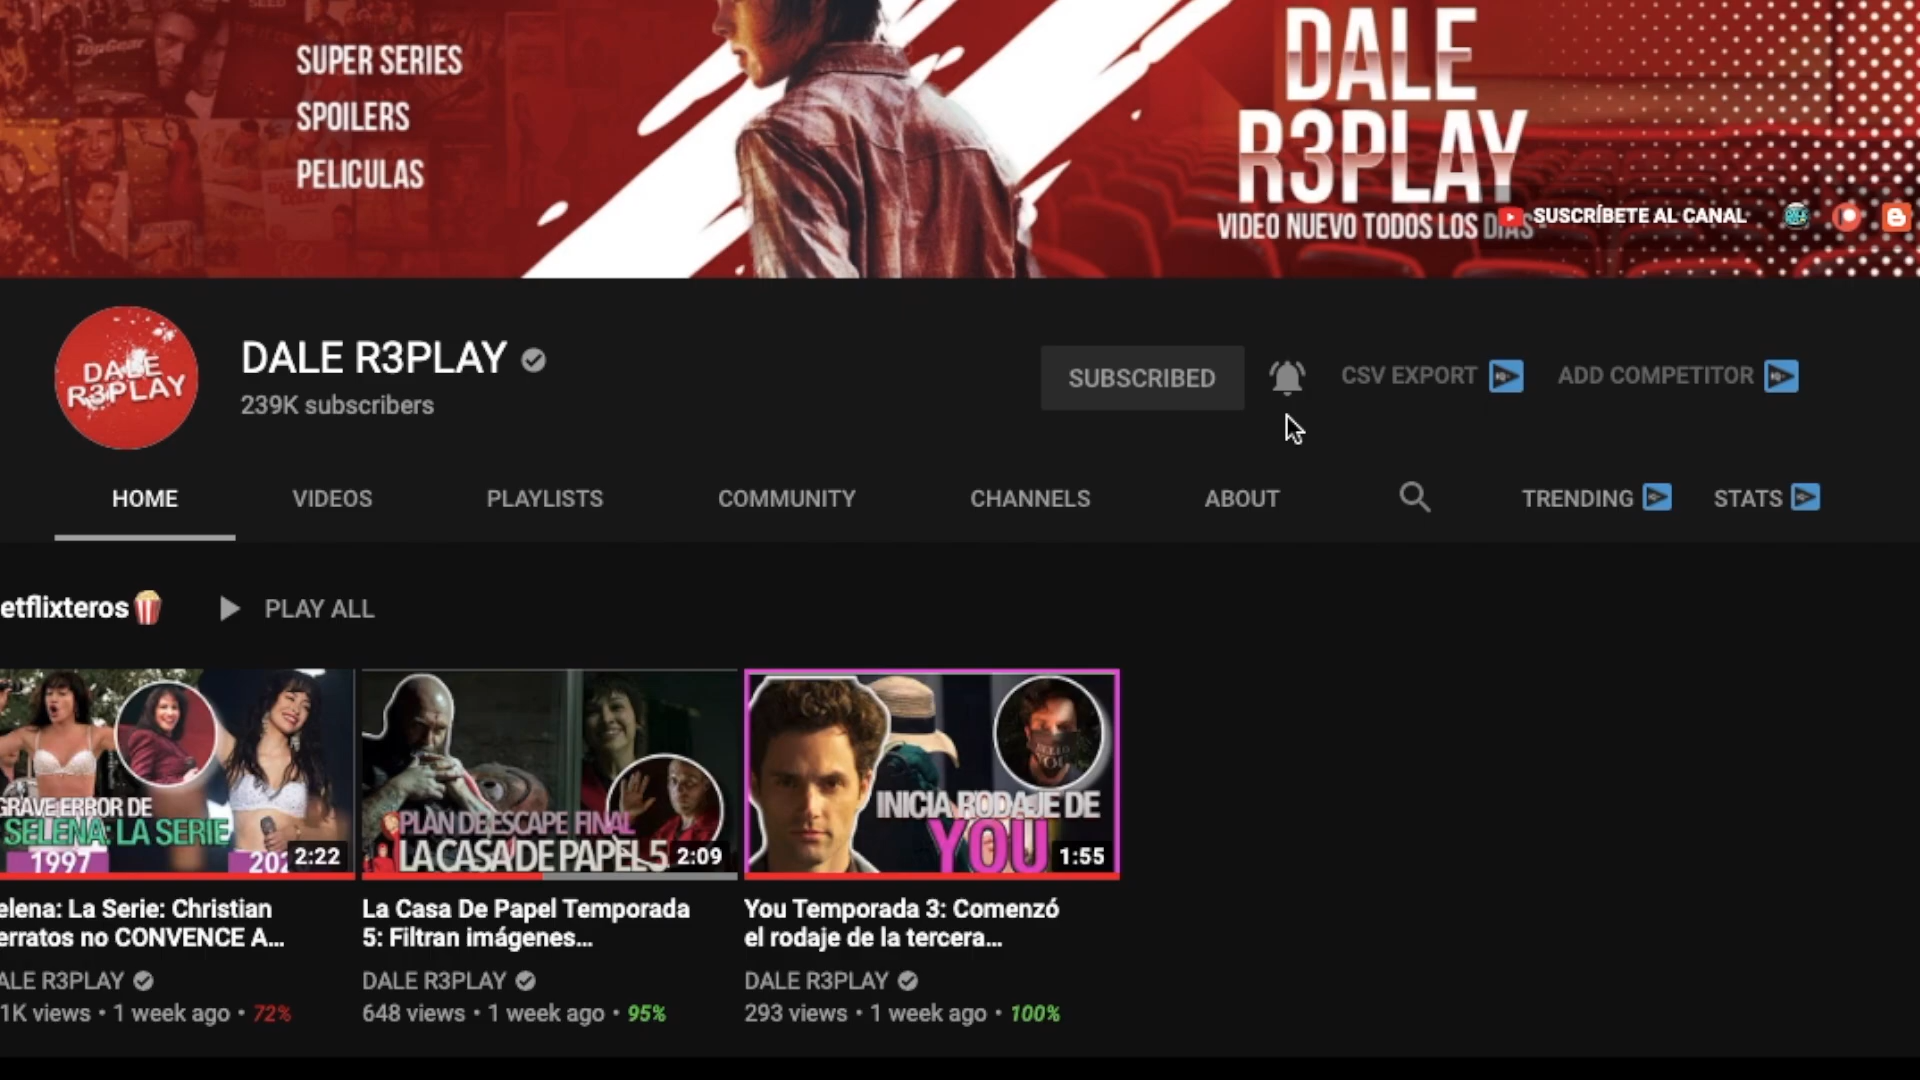 SUPER SERIES
SPOILERS
PELICULAS
DALE
R3PLAY
VIDEO NUEVO TODOS LOS DIAS
SUSCRÍBETE AL CANAL
DALE
R3PLAY
DALE R3PLAY
239K subscribers
SUBSCRIBED
CSV EXPORT
ADD COMPETITOR
HOME
VIDEOS
PLAYLISTS
COMMUNITY
CHANNELS
ABOUT
TRENDING
STATS
etflixteros
PLAY ALL
GRAVE ERROR DE
SELENA: LA SERIE
1997
202
2:22
PLAN DE ESCAPE FINAL
LA CASA DE PAPEL 5
2:09
INICIA RODAJE DE
YOU
1:55
elena: La Serie: Christian
erratos no CONVENCE A...
ALE R3PLAY
1K views • 1 week ago • 72%
La Casa De Papel Temporada
5: Filtran imágenes...
DALE R3PLAY
648 views • 1 week ago • 95%
You Temporada 3: Comenzó
el rodaje de la tercera...
DALE R3PLAY
293 views • 1 week ago • 100%